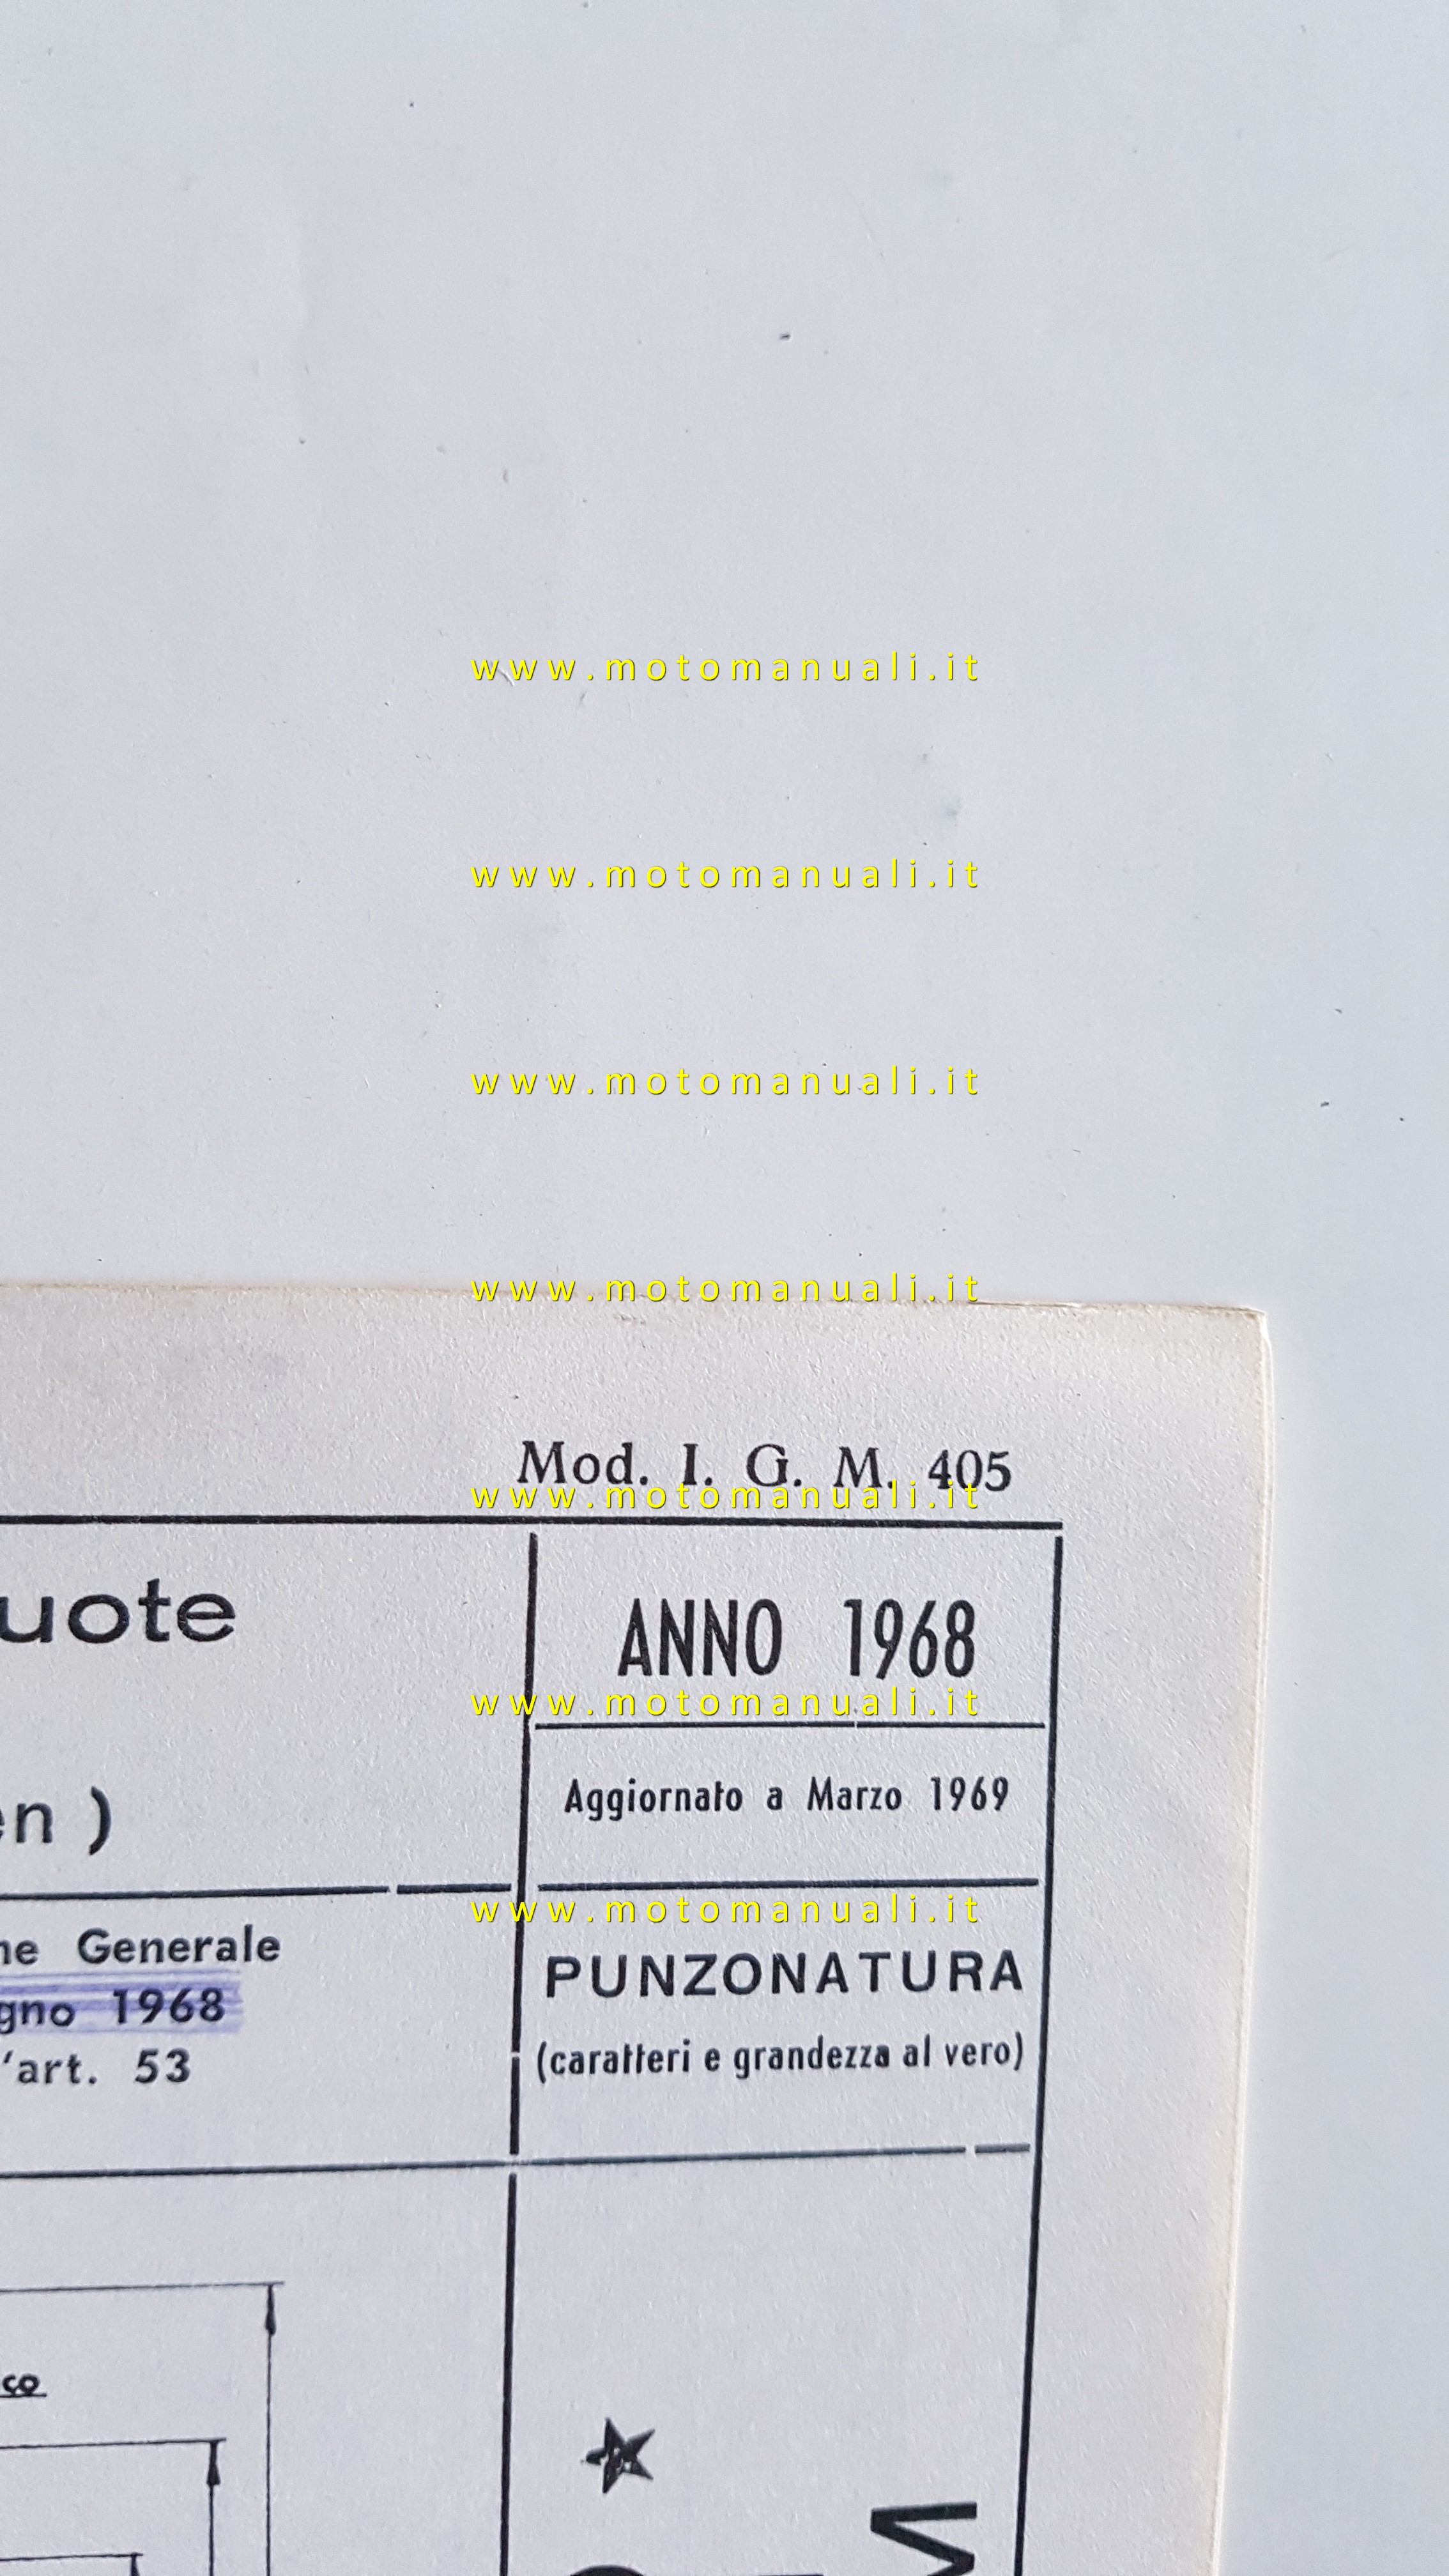 www.motomanuali.it
www.motomanuali.it
www.motomanuali.it
www.motomanuali.it
Mod. I. G. M. 405
www.motomanuali.it
uote
ANNO 1968
www.motomanuali.it
Aggiornato a Marzo 1969
en )
www.motomanuali.it
ne Generale
gno 1968
'art. 53
PUNZONATURA
(caratteri e grandezza al vero)
co